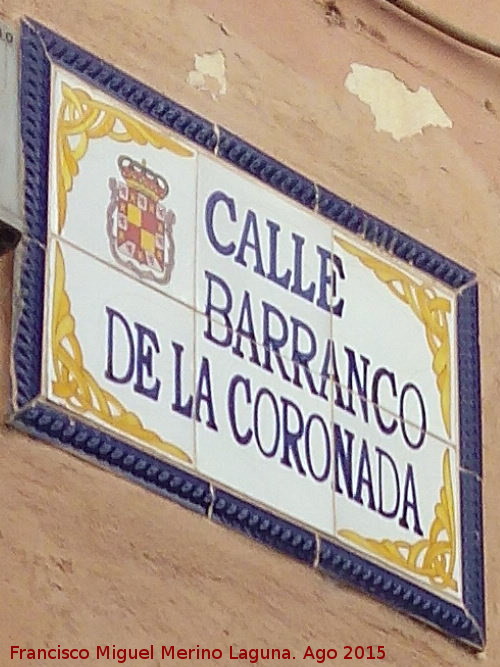 CALLE
BARRANCO
DE LA CORONADA
Francisco Miguel Merino Laguna. Ago 2015